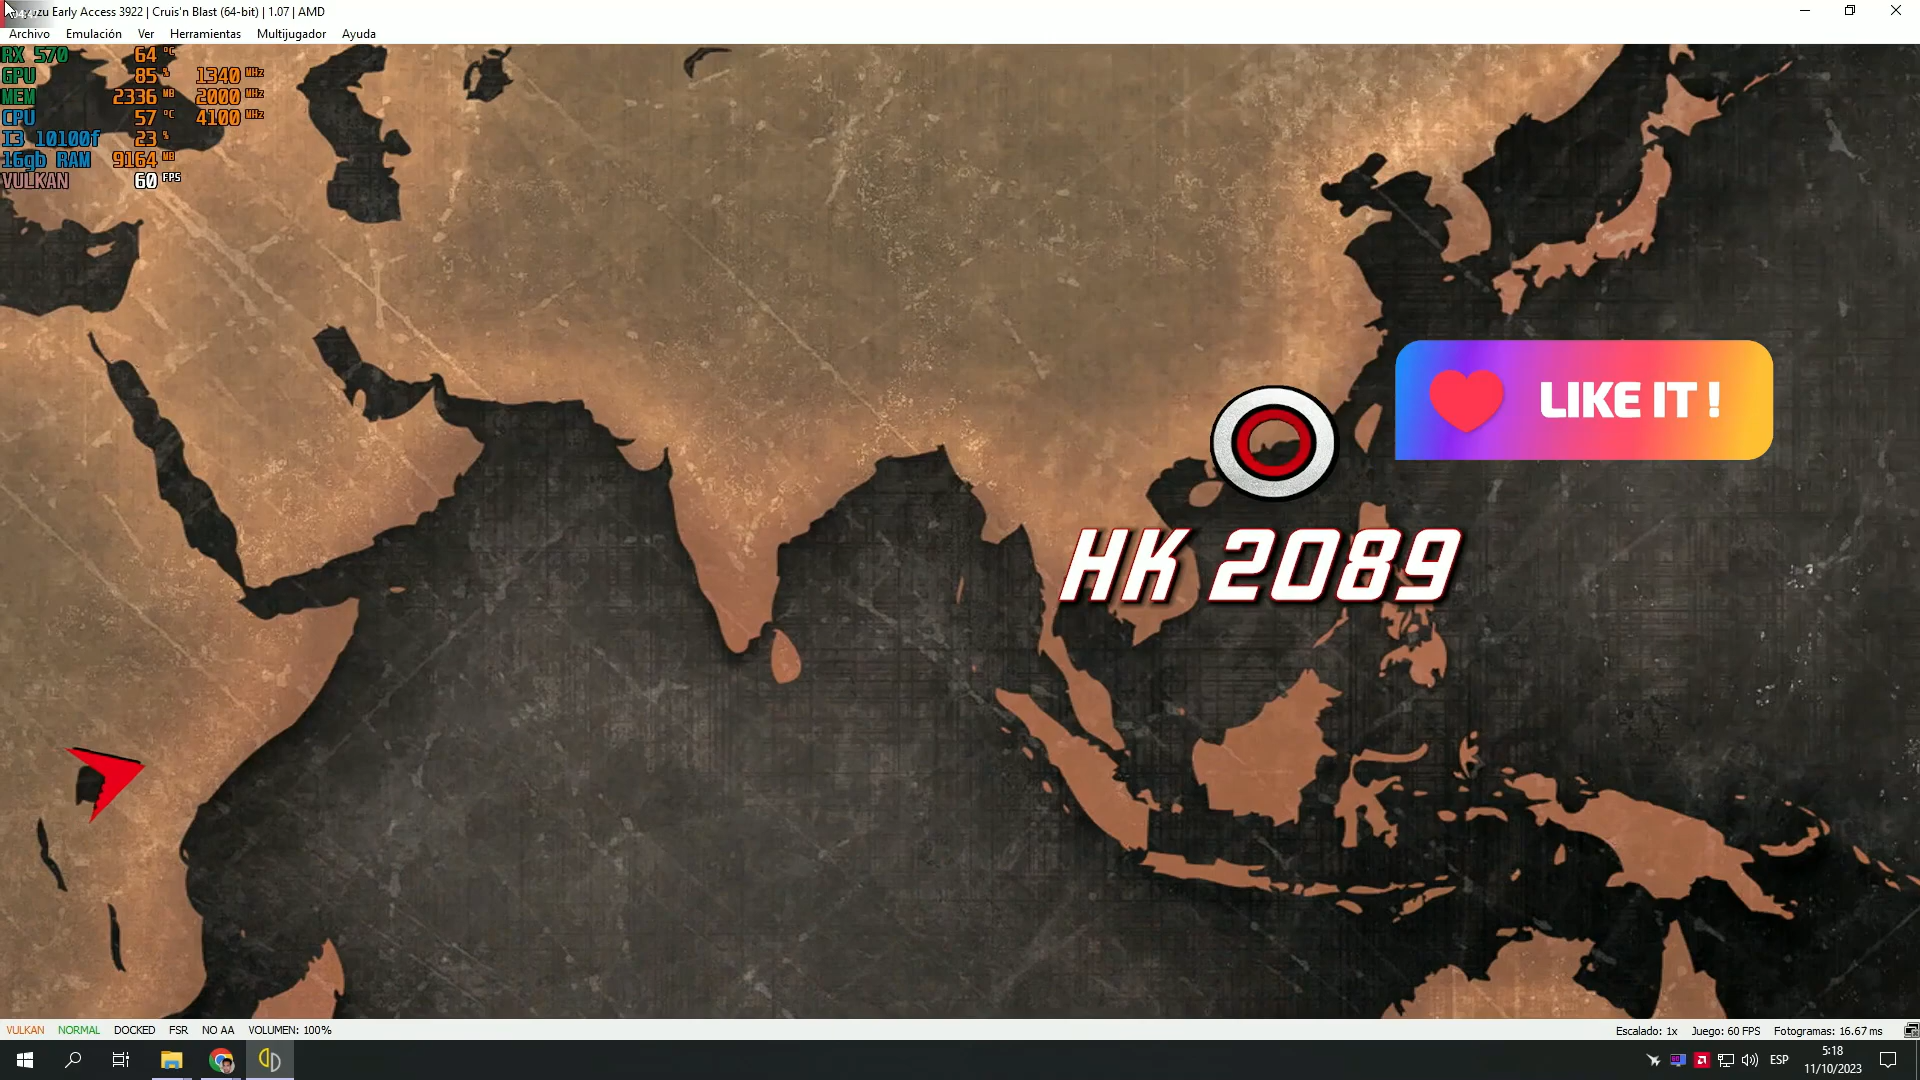 uzu Early Access 3922 | Cruis'n Blast (64-bit) | 1.07 | AMD
Archivo Emulación Ver Herramientas Multijugador Ayuda
RX 570 64 °C
GPU 85 % 1340 MHz
MEM 2336 MB 2000 MHz
CPU 57 °C 4100 MHz
I3 10100f 23 %
16gb RAM 9164 MB
VULKAN 60 FPS
LIKE IT !
HK 2089
VULKAN NORMAL DOCKED FSR NO AA VOLUMEN: 100% Escalado: 1x Juego: 60 FPS Fotogramas: 16.67 ms
ESP
5:18
11/10/2023